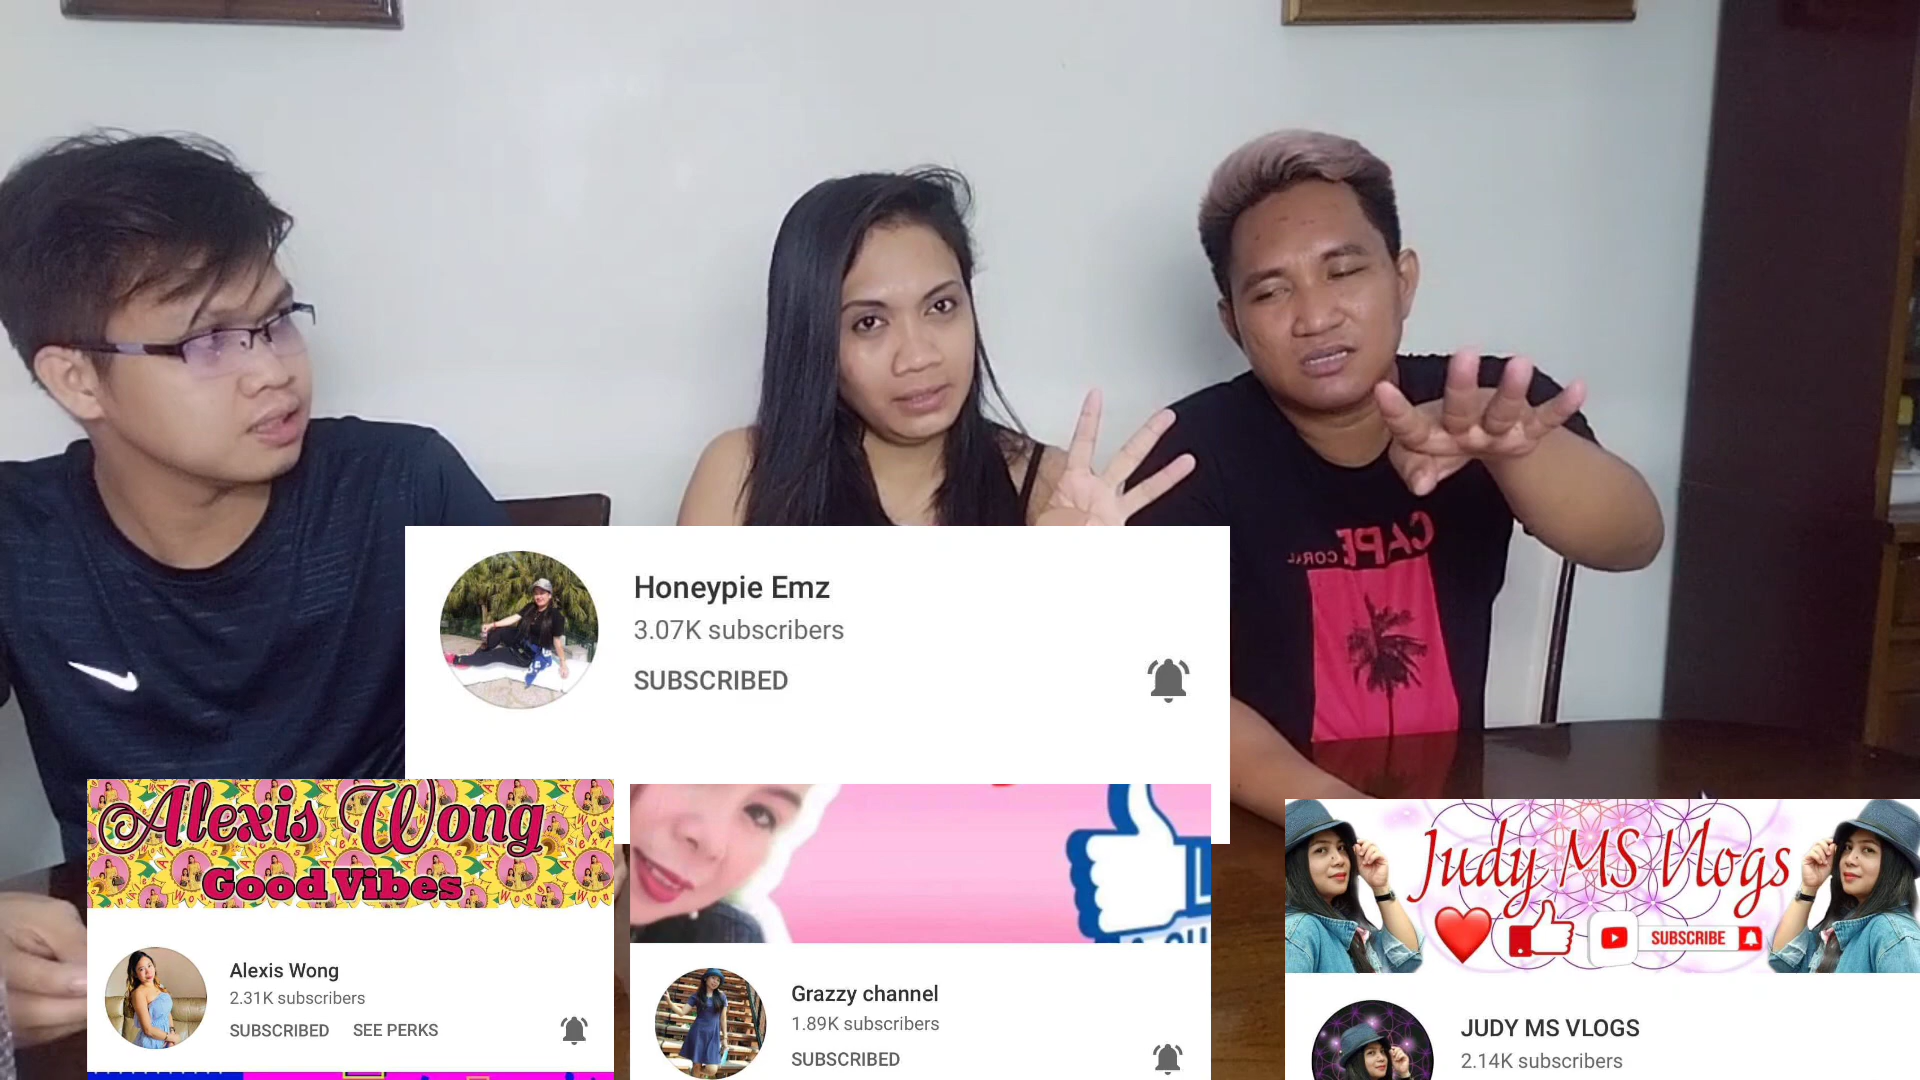 CAPE
CORAL
Honeypie Emz
3.07K subscribers
SUBSCRIBED
Alexis Wong
Good Vibes
Alexis Wong
2.31K subscribers
SUBSCRIBED SEE PERKS
Grazzy channel
1.89K subscribers
SUBSCRIBED
Judy MS Vlogs
SUBSCRIBE
JUDY MS VLOGS
2.14K subscribers